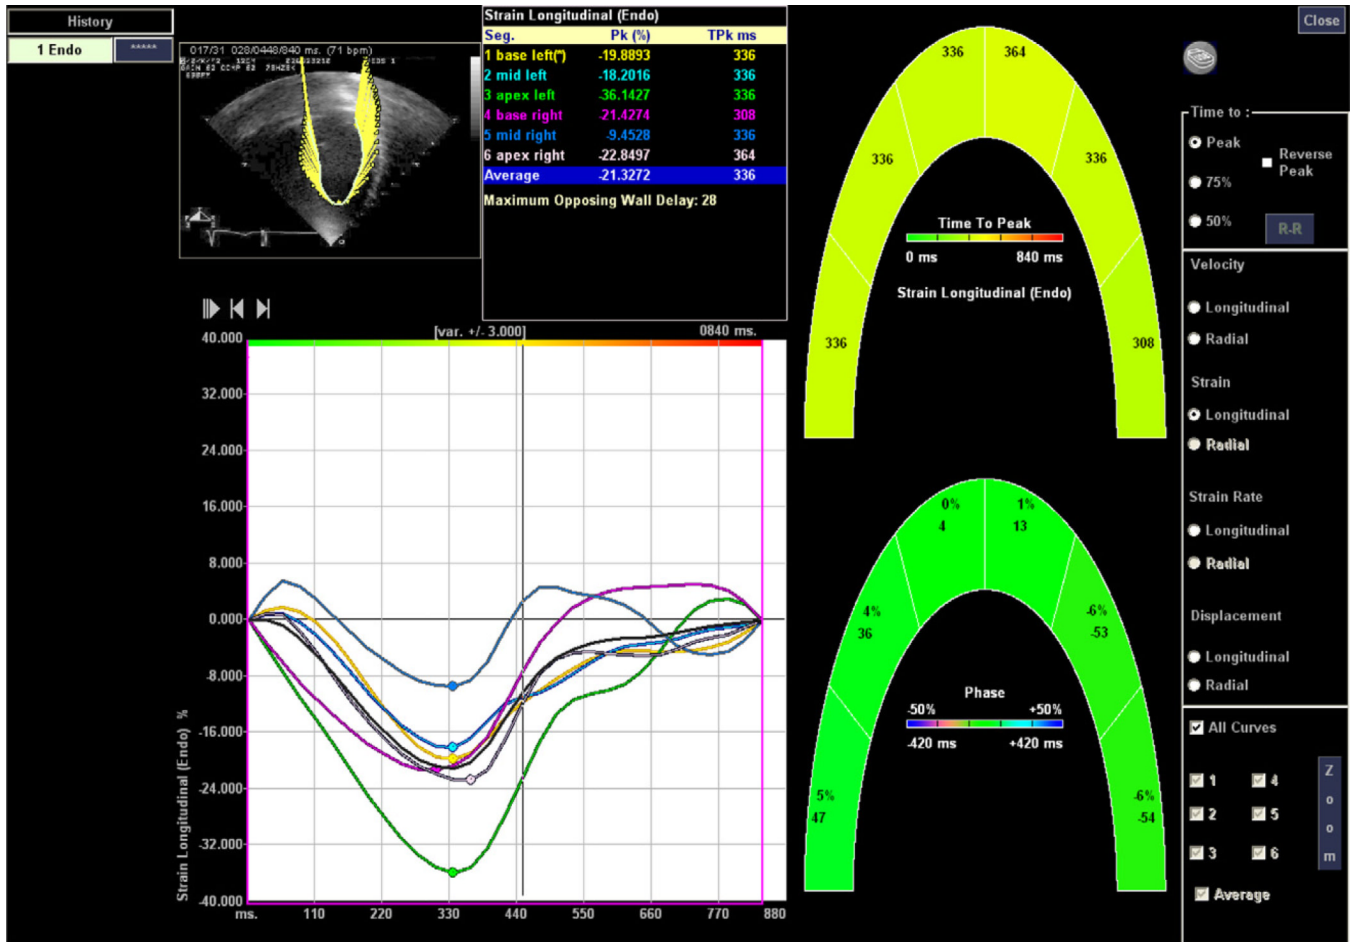 History
1 Endo *****
017/31 028/0448/840 ms. (71 bpm)
Strain Longitudinal (Endo)
Seg. Pk (%) TPk ms
1 base left(*) -19.8893 336
2 mid left -18.2016 336
3 apex left -36.1427 336
4 base right -21.4274 308
5 mid right -9.4528 336
6 apex right -22.8497 364
Average -21.3272 336
Maximum Opposing Wall Delay: 28
[var. +/- 3.000] 0840 ms.
40.000
32.000
24.000
16.000
8.000
0.000
-8.000
-16.000
-24.000
-32.000
-40.000
Strain Longitudinal (Endo) %
ms. 110 220 330 440 550 660 770 880
336 364
336 336
336 308
Time To Peak
0 ms 840 ms
Strain Longitudinal (Endo)
0% 1%
4 13
4% -6%
36 -53
5% -6%
47 -54
Phase
-50% +50%
-420 ms +420 ms
Close
Time to :
Peak
Reverse
Peak
75%
50%
R-R
Velocity
Longitudinal
Radial
Strain
Longitudinal
Radial
Strain Rate
Longitudinal
Radial
Displacement
Longitudinal
Radial
All Curves
1 4
2 5
3 6
Average
Zoom